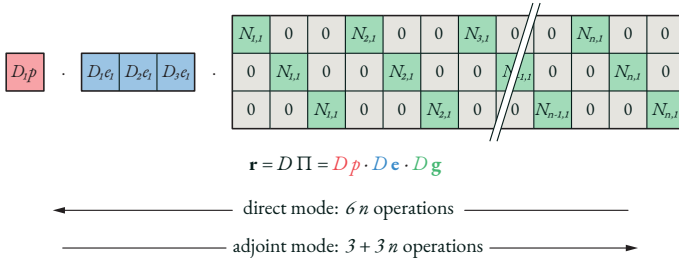 N1,1 0 0 N2,1 0 0 N3,1 0 0 Nn,1 0 0
D1p · D1e1 D2e1 D3e1 · 0 N1,1 0 0 N2,1 0 0 0 0 Nn,1 0
0 0 N1,1 0 0 N2,1 0 Nn-1,1 0 0 Nn,1
r = D Π = D p · D e · D g
direct mode: 6 n operations
adjoint mode: 3 + 3 n operations